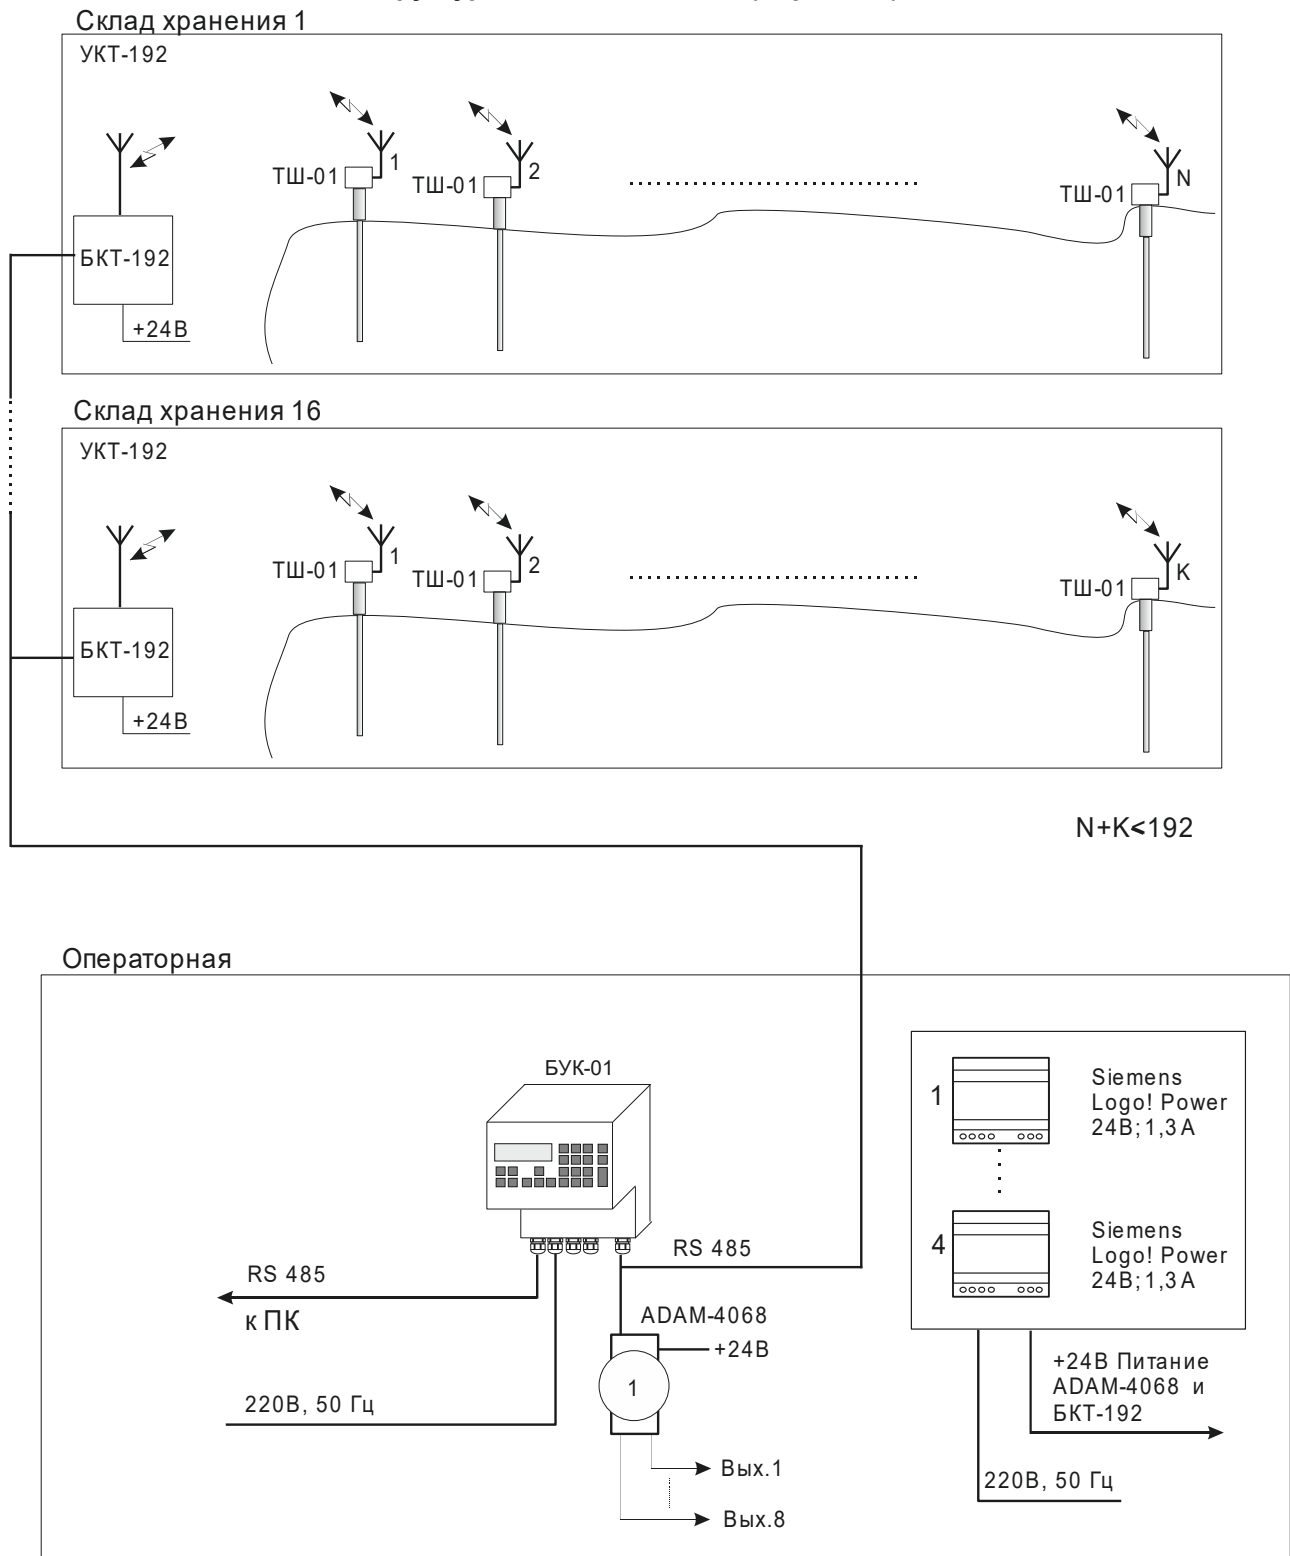 Склад хранения 1
УКТ-192
ТШ-01
1
ТШ-01
2
ТШ-01
N
БКТ-192
+24В
Склад хранения 16
УКТ-192
ТШ-01
1
ТШ-01
2
ТШ-01
K
БКТ-192
+24В
N+K<192
Операторная
БУК-01
1
Siemens
Logo! Power
24В; 1,3 А
4
Siemens
Logo! Power
24В; 1,3 А
RS 485
RS 485
к ПК
ADAM-4068
+24В
1
220В, 50 Гц
+24В Питание
ADAM-4068 и
БКТ-192
Вых.1
220В, 50 Гц
Вых.8